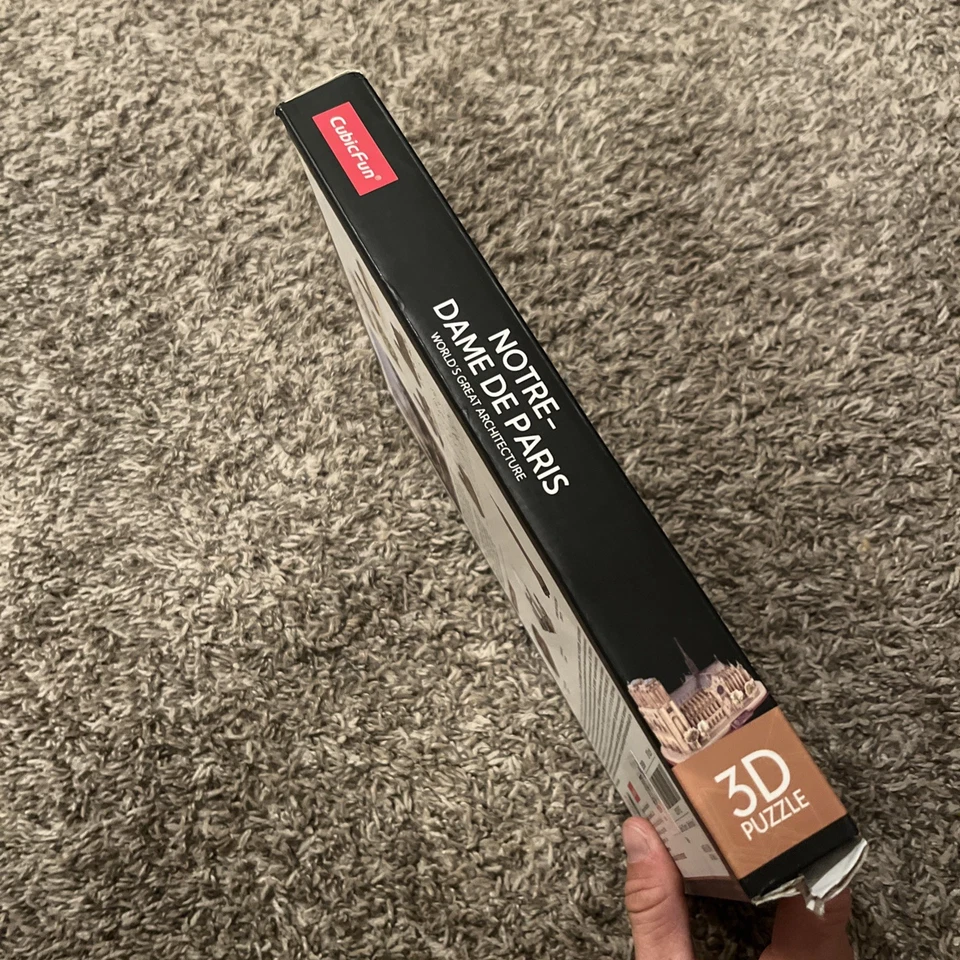 CubicFun®
NOTRE-
DAME DE PARIS
WORLD'S GREAT ARCHITECTURE
3D
PUZZLE